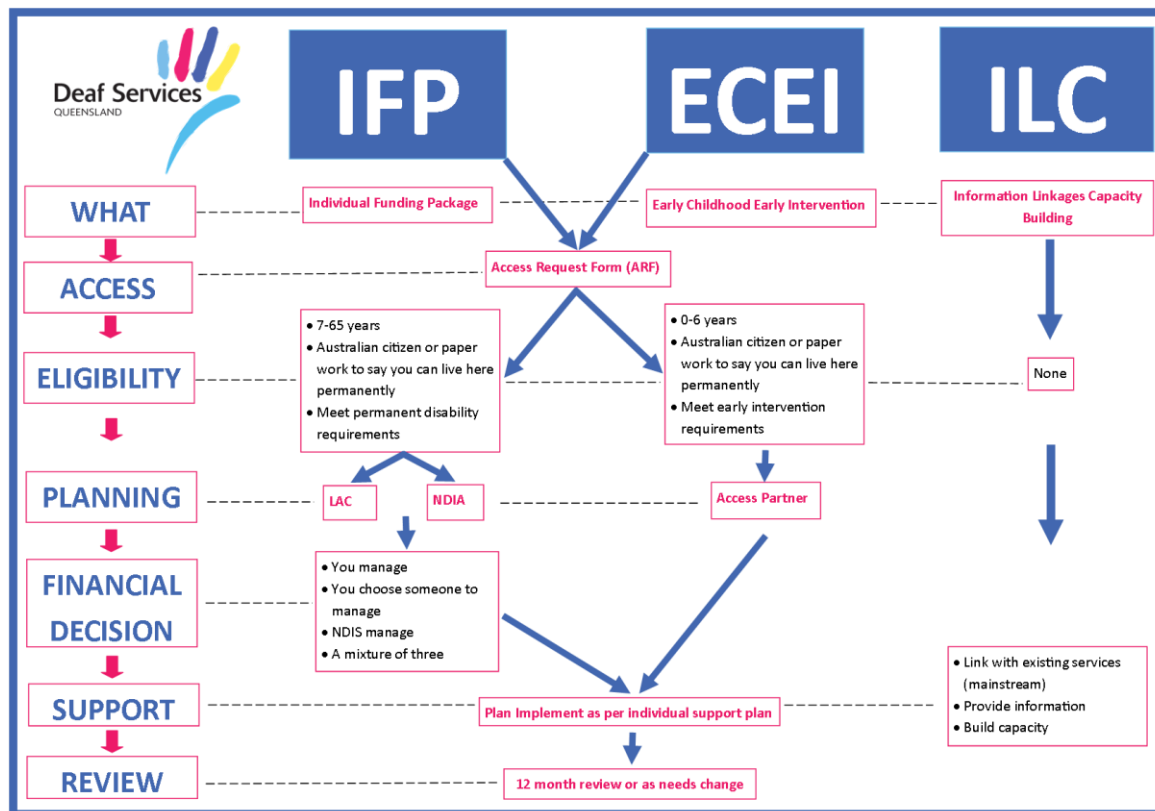 Deaf Services
QUEENSLAND
IFP
ECEI
ILC
WHAT
Individual Funding Package
Early Childhood Early Intervention
Information Linkages Capacity
Building
ACCESS
Access Request Form (ARF)
ELIGIBILITY
• 7-65 years
• Australian citizen or paper
work to say you can live here
permanently
• Meet permanent disability
requirements
• 0-6 years
• Australian citizen or paper
work to say you can live here
permanently
• Meet early intervention
requirements
None
PLANNING
LAC
NDIA
Access Partner
FINANCIAL
DECISION
• You manage
• You choose someone to
manage
• NDIS manage
• A mixture of three
SUPPORT
Plan Implement as per individual support plan
• Link with existing services
(mainstream)
• Provide information
• Build capacity
REVIEW
12 month review or as needs change